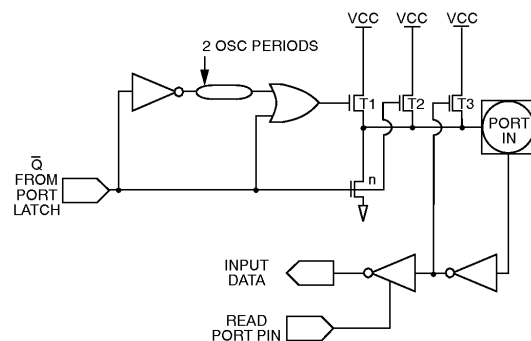 VCC VCC VCC
2 OSC PERIODS
T1 T2 T3
PORT
IN
Q̅
FROM
PORT
LATCH
n
INPUT
DATA
READ
PORT PIN